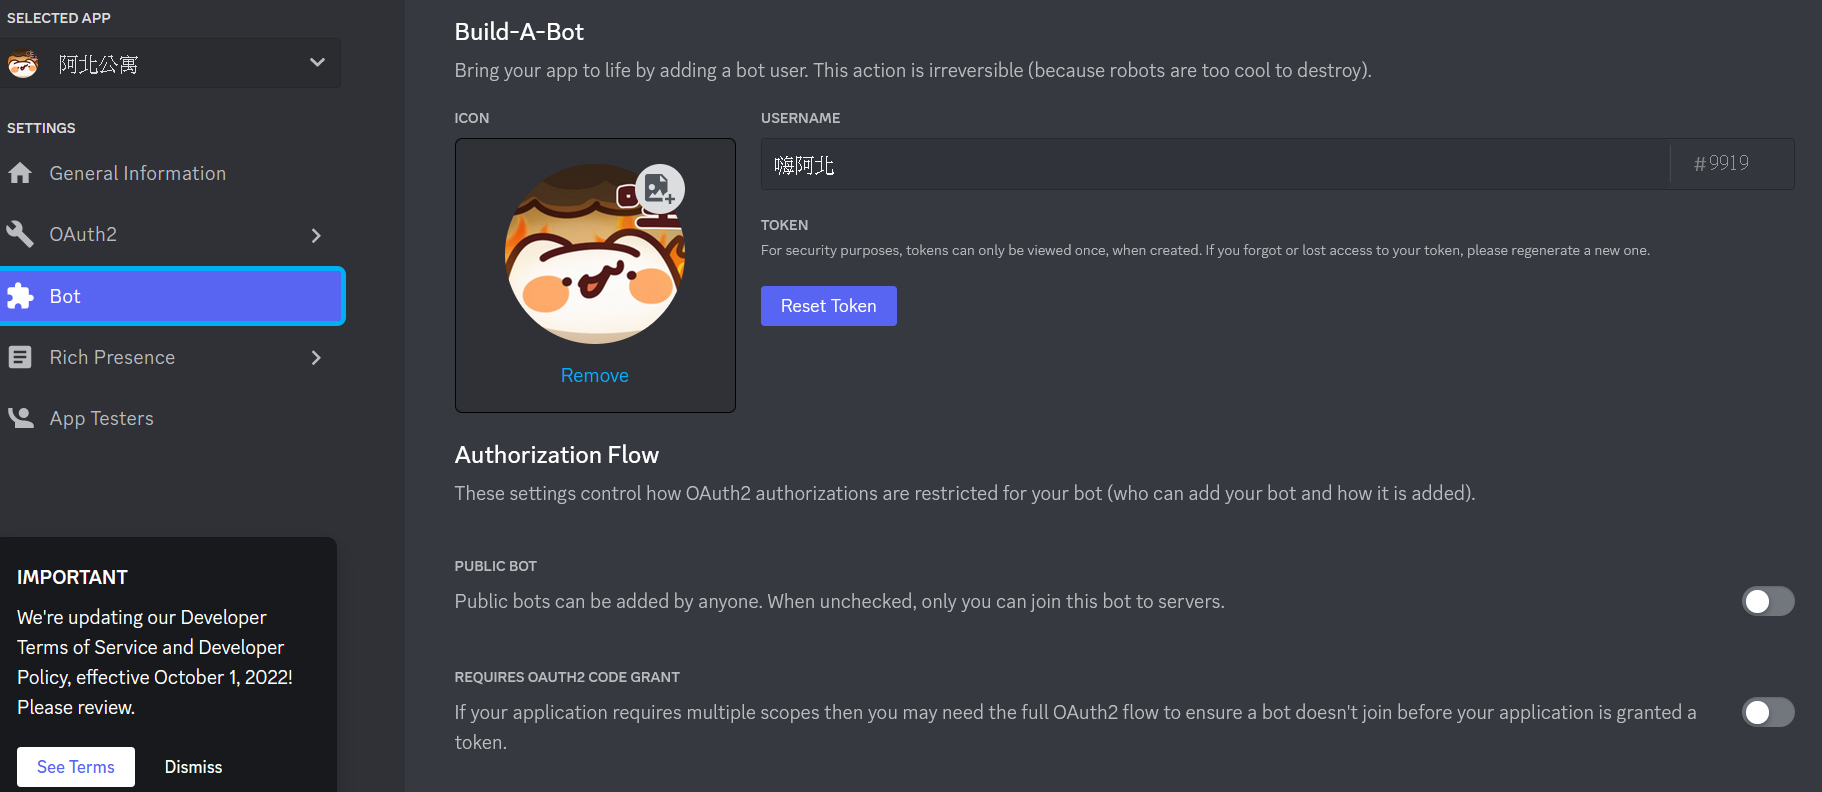 SELECTED APP
阿北公寓
SETTINGS
General Information
OAuth2
Bot
Rich Presence
App Testers
IMPORTANT
We're updating our Developer
Terms of Service and Developer
Policy, effective October 1, 2022!
Please review.
See Terms
Dismiss
Build-A-Bot
Bring your app to life by adding a bot user. This action is irreversible (because robots are too cool to destroy).
ICON
Remove
USERNAME
嗨阿北
#9919
TOKEN
For security purposes, tokens can only be viewed once, when created. If you forgot or lost access to your token, please regenerate a new one.
Reset Token
Authorization Flow
These settings control how OAuth2 authorizations are restricted for your bot (who can add your bot and how it is added).
PUBLIC BOT
Public bots can be added by anyone. When unchecked, only you can join this bot to servers.
REQUIRES OAUTH2 CODE GRANT
If your application requires multiple scopes then you may need the full OAuth2 flow to ensure a bot doesn't join before your application is granted a
token.